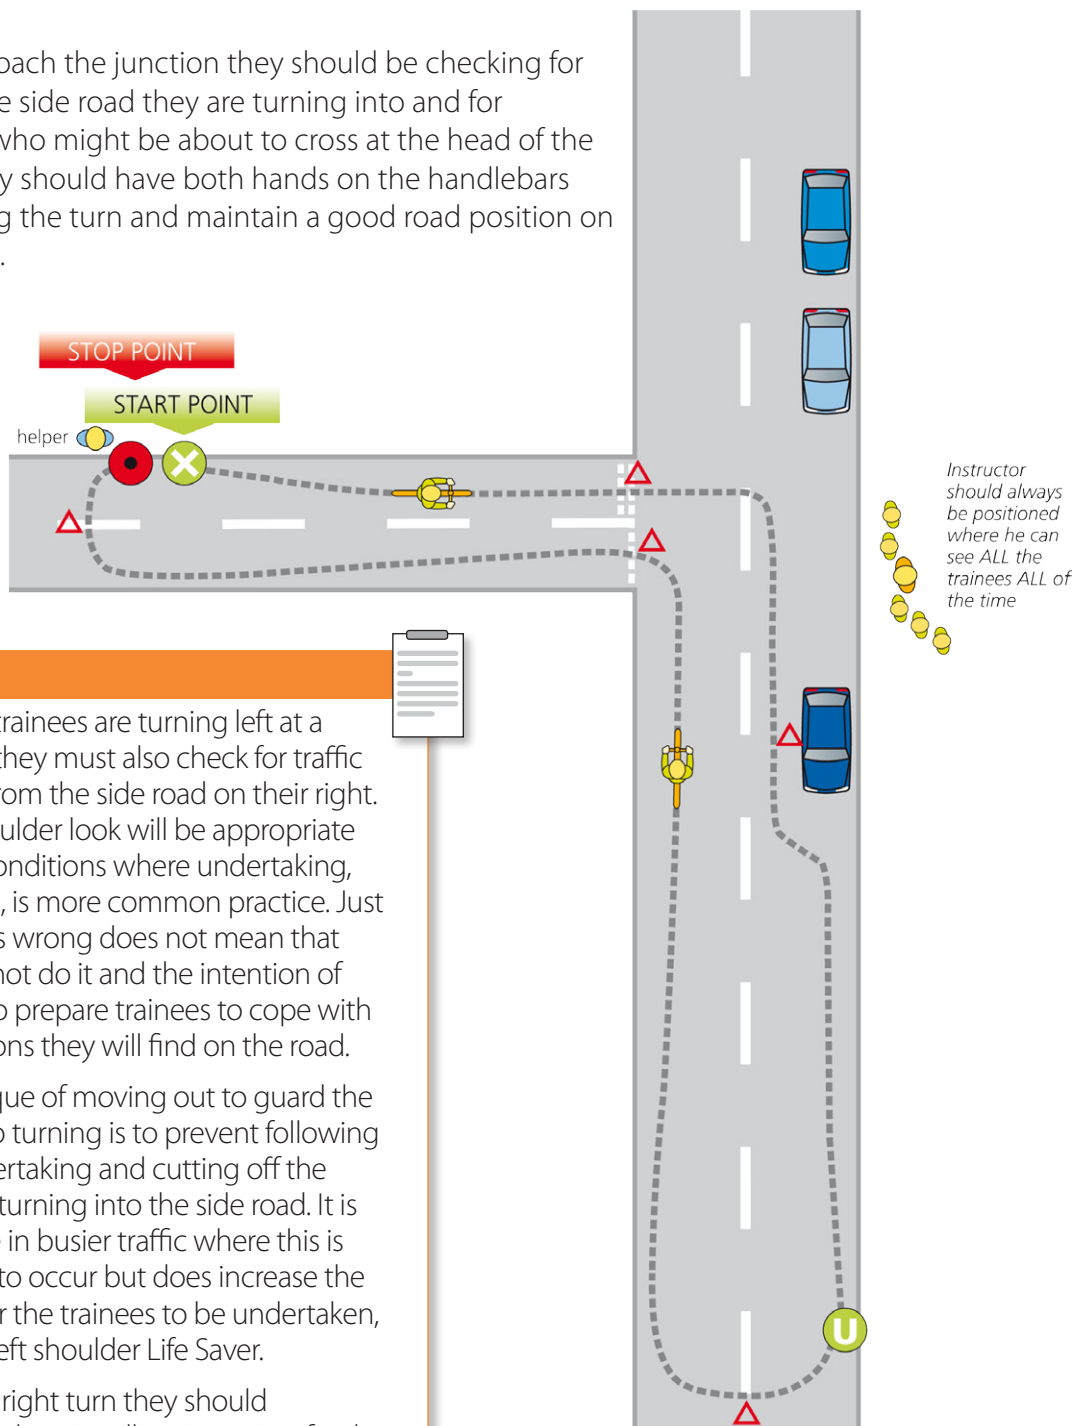 oach the junction they should be checking for
e side road they are turning into and for
who might be about to cross at the head of the
y should have both hands on the handlebars
g the turn and maintain a good road position on
.
STOP POINT
START POINT
helper
Instructor
should always
be positioned
where he can
see ALL the
trainees ALL of
the time
trainees are turning left at a
they must also check for traffic
rom the side road on their right.
oulder look will be appropriate
onditions where undertaking,
, is more common practice. Just
s wrong does not mean that
not do it and the intention of
o prepare trainees to cope with
ons they will find on the road.
que of moving out to guard the
o turning is to prevent following
ertaking and cutting off the
turning into the side road. It is
e in busier traffic where this is
to occur but does increase the
r the trainees to be undertaken,
eft shoulder Life Saver.
right turn they should
U